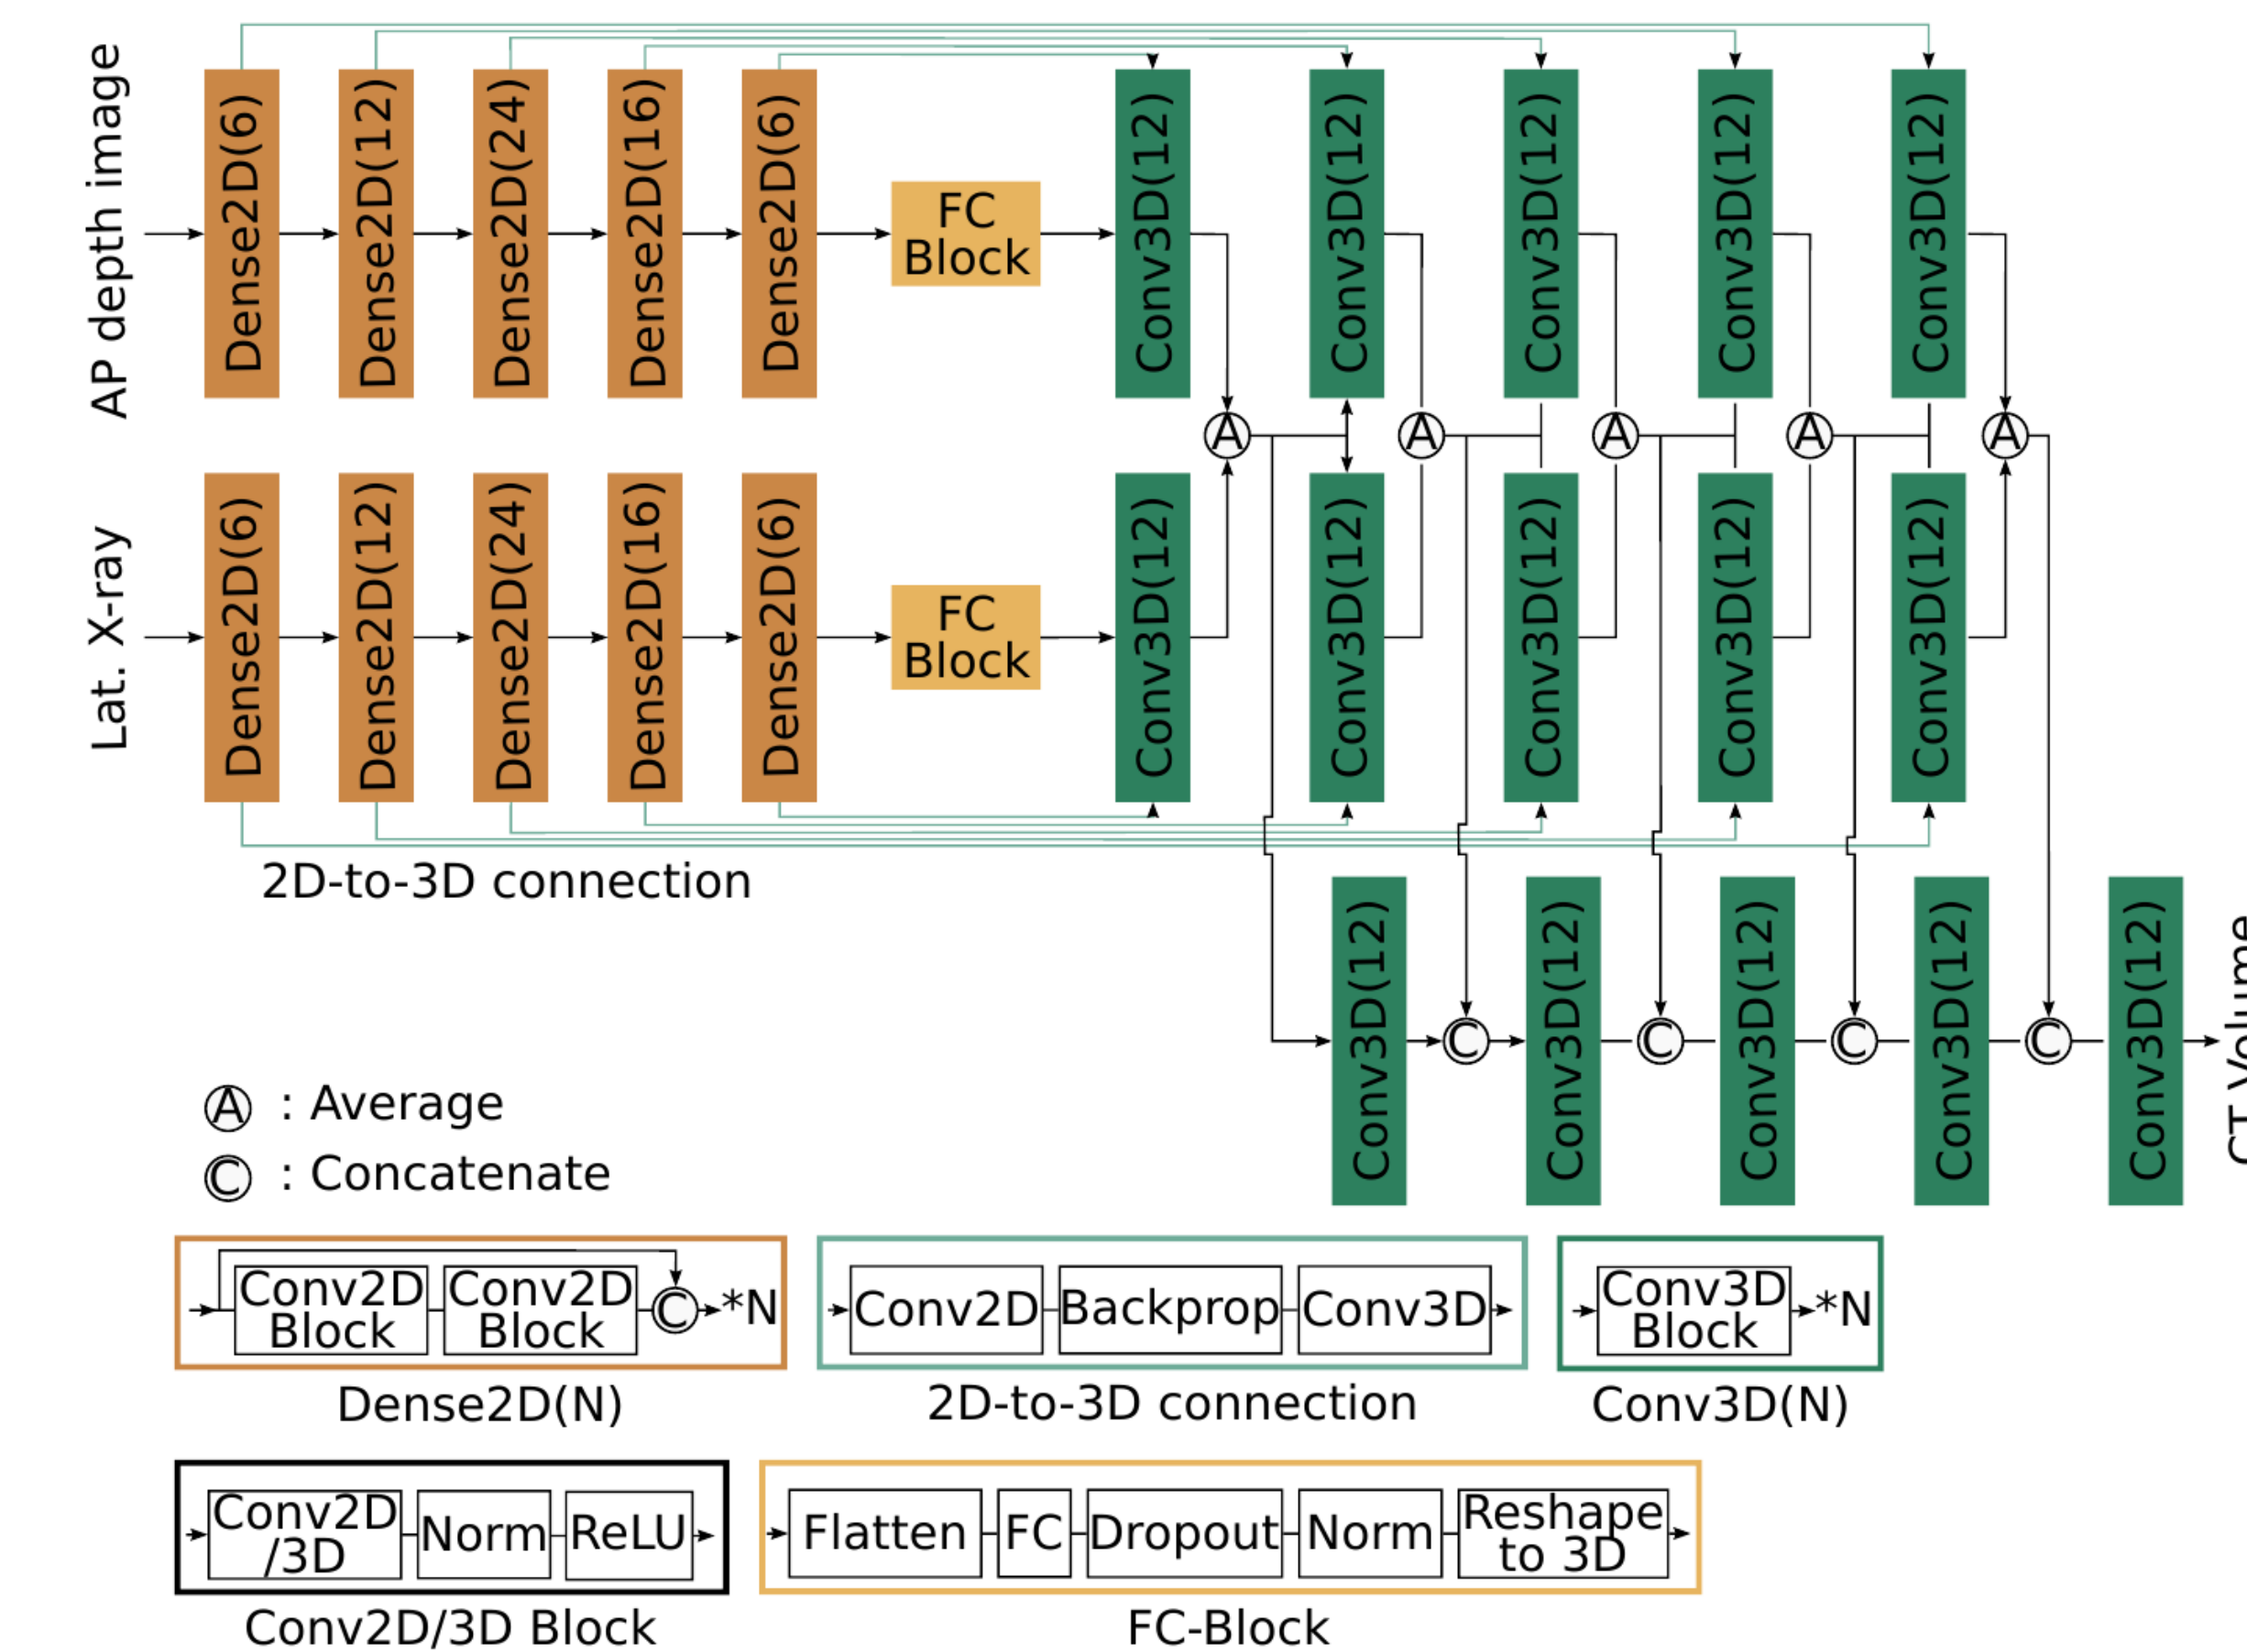 AP depth image
Dense2D(6)
Dense2D(12)
Dense2D(24)
Dense2D(16)
Dense2D(6)
FC
Block
Conv3D(12)
Conv3D(12)
Conv3D(12)
Conv3D(12)
Conv3D(12)
A
A
A
A
A
Lat. X-ray
Dense2D(6)
Dense2D(12)
Dense2D(24)
Dense2D(16)
Dense2D(6)
FC
Block
Conv3D(12)
Conv3D(12)
Conv3D(12)
Conv3D(12)
Conv3D(12)
2D-to-3D connection
Conv3D(12)
C
Conv3D(12)
C
Conv3D(12)
C
Conv3D(12)
C
Conv3D(12)
CT Volume
A : Average
C : Concatenate
Conv2D
Block
Conv2D
Block
C
*N
Dense2D(N)
Conv2D
Backprop
Conv3D
2D-to-3D connection
Conv3D
Block
*N
Conv3D(N)
Conv2D
/3D
Norm
ReLU
Conv2D/3D Block
Flatten
FC
Dropout
Norm
Reshape
to 3D
FC-Block